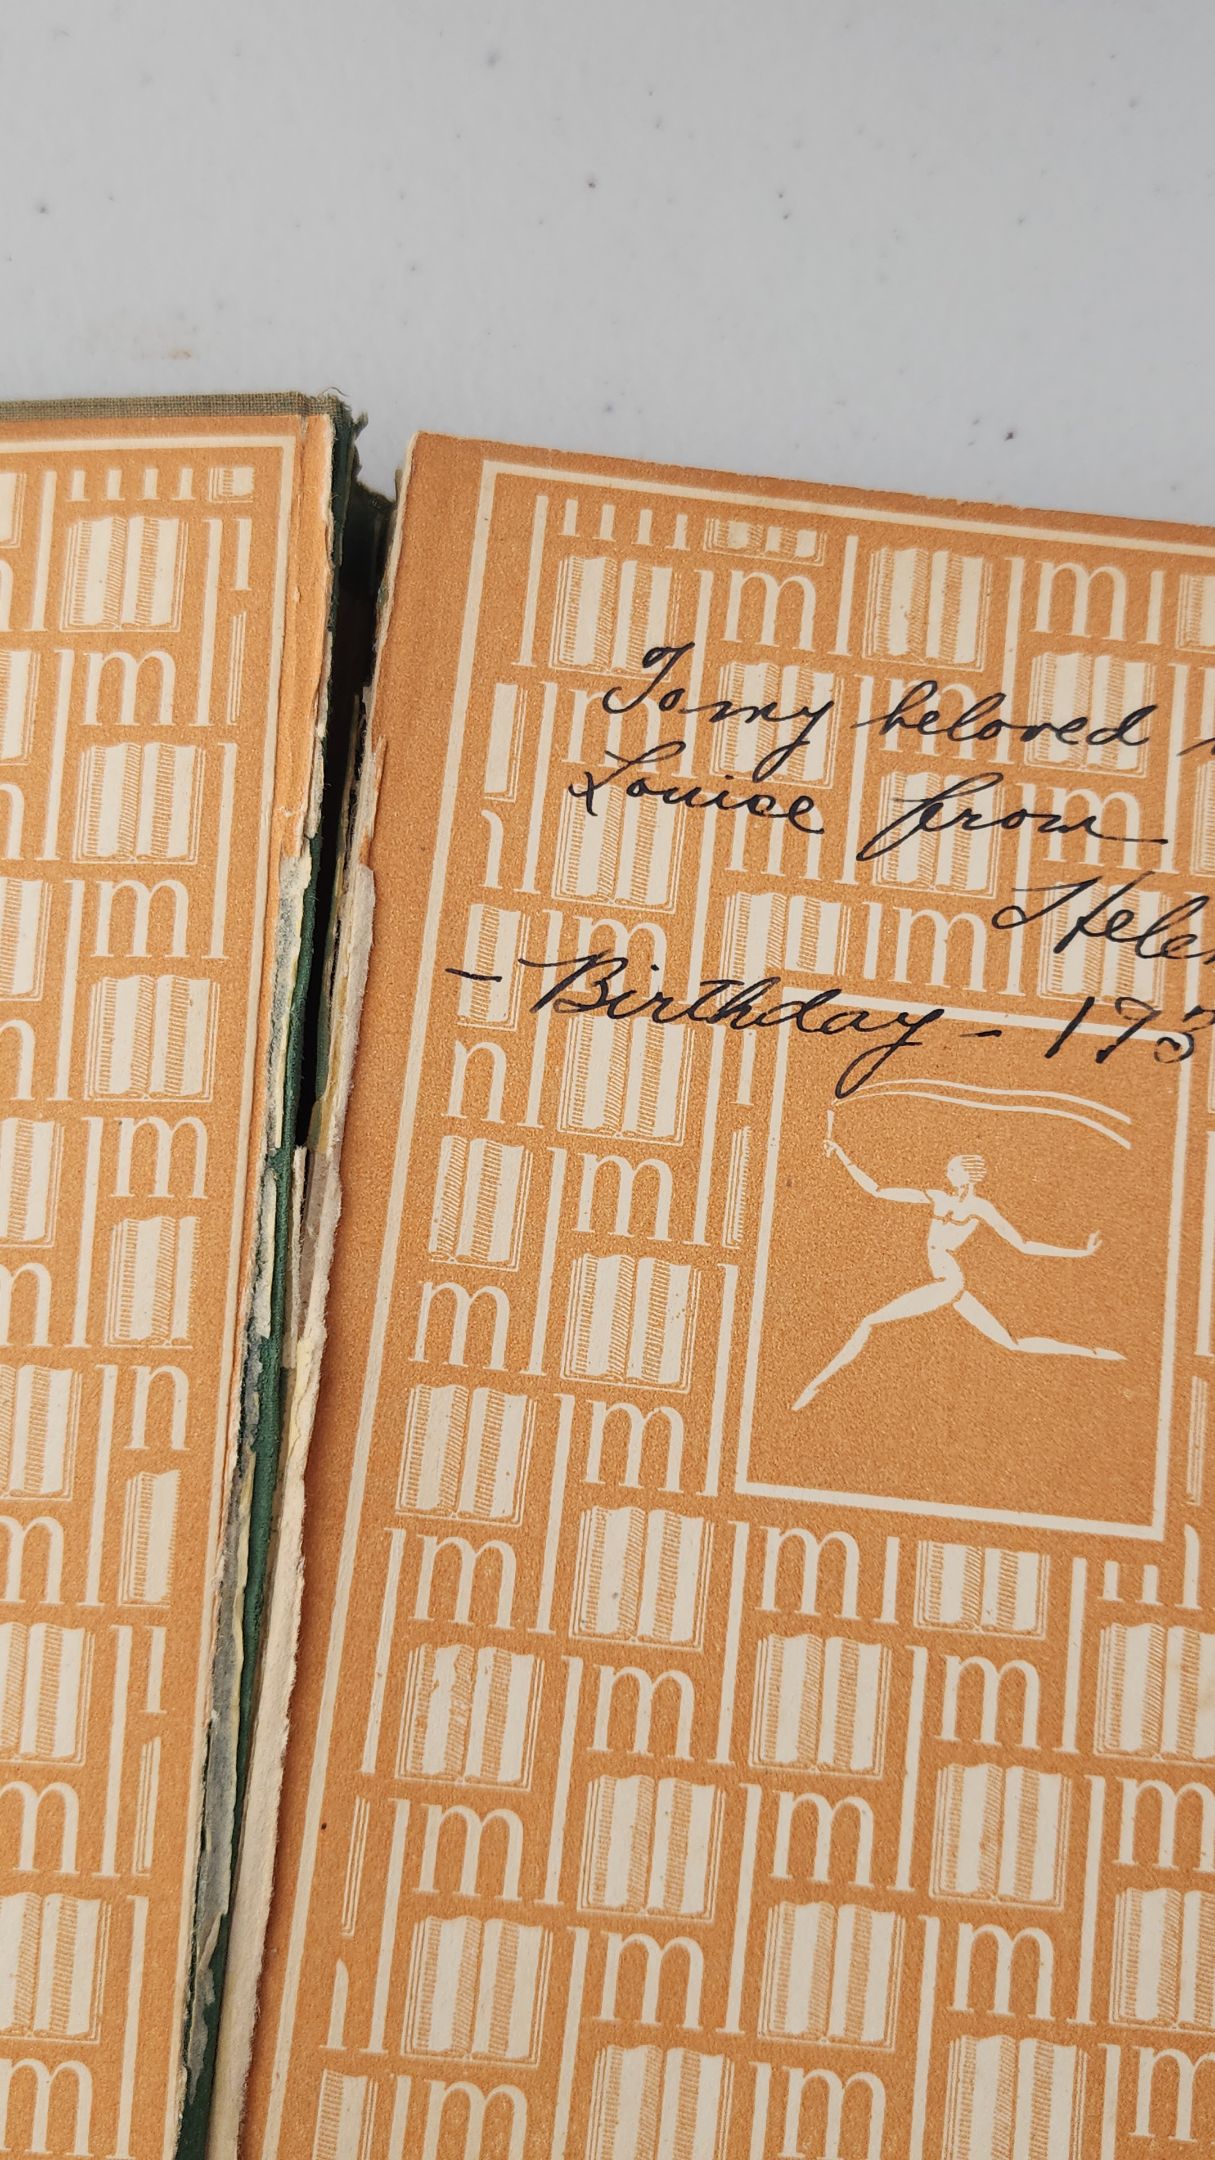 To my beloved
Louise from
Helen
- Birthday - 193